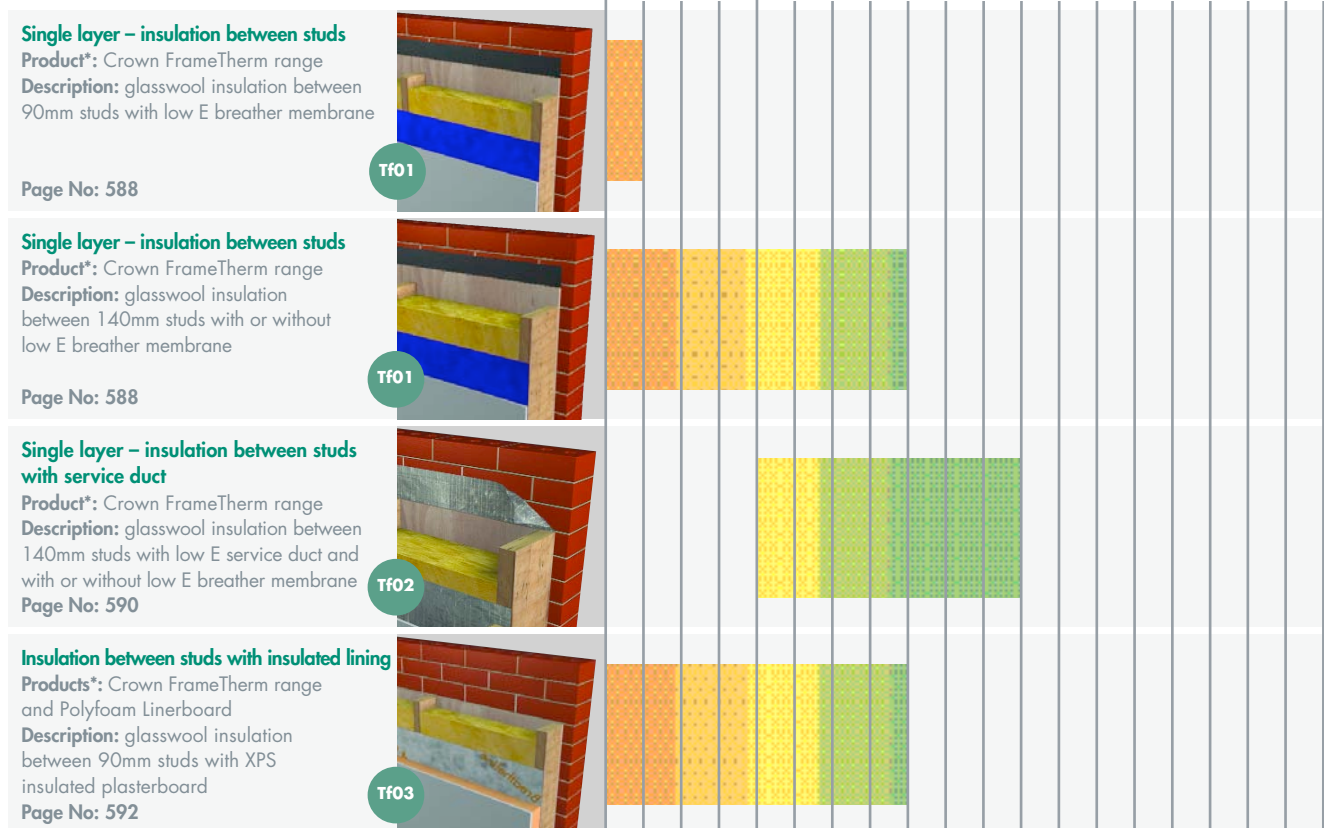 Single layer – insulation between studs
Product*: Crown FrameTherm range
Description: glasswool insulation between
90mm studs with low E breather membrane
Page No: 588
Tf01
Single layer – insulation between studs
Product*: Crown FrameTherm range
Description: glasswool insulation
between 140mm studs with or without
low E breather membrane
Page No: 588
Tf01
Single layer – insulation between studs
with service duct
Product*: Crown FrameTherm range
Description: glasswool insulation between
140mm studs with low E service duct and
with or without low E breather membrane
Page No: 590
Tf02
Insulation between studs with insulated lining
Products*: Crown FrameTherm range
and Polyfoam Linerboard
Description: glasswool insulation
between 90mm studs with XPS
insulated plasterboard
Page No: 592
Tf03